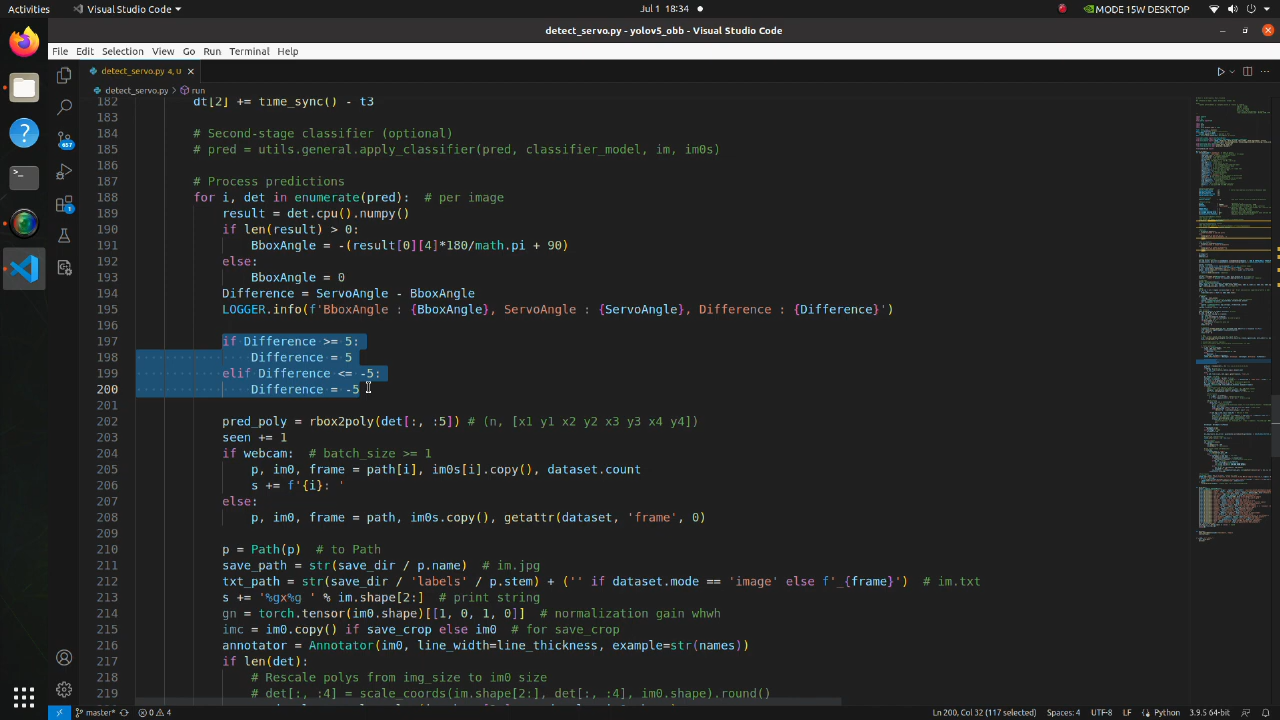 Activities
Visual Studio Code
Jul 1 18:34
MODE 15W DESKTOP
detect_servo.py - yolov5_obb - Visual Studio Code
File Edit Selection View Go Run Terminal Help
detect_servo.py 4, U
detect_servo.py > run
182 dt[2] += time_sync() - t3
183
184 # Second-stage classifier (optional)
185 # pred = utils.general.apply_classifier(pred, classifier_model, im, im0s)
186
187 # Process predictions
188 for i, det in enumerate(pred): # per image
189 result = det.cpu().numpy()
190 if len(result) > 0:
191 BboxAngle = -(result[0][4]*180/math.pi + 90)
192 else:
193 BboxAngle = 0
194 Difference = ServoAngle - BboxAngle
195 LOGGER.info(f'BboxAngle : {BboxAngle}, ServoAngle : {ServoAngle}, Difference : {Difference}')
196
197 if Difference >= 5:
198 Difference = 5
199 elif Difference <= -5:
200 Difference = -5
201
202 pred_poly = rbox2poly(det[:, :5]) # (n, [x1 y1 x2 y2 x3 y3 x4 y4])
203 seen += 1
204 if webcam: # batch_size >= 1
205 p, im0, frame = path[i], im0s[i].copy(), dataset.count
206 s += f'{i}: '
207 else:
208 p, im0, frame = path, im0s.copy(), getattr(dataset, 'frame', 0)
209
210 p = Path(p) # to Path
211 save_path = str(save_dir / p.name) # im.jpg
212 txt_path = str(save_dir / 'labels' / p.stem) + ('' if dataset.mode == 'image' else f'_{frame}') # im.txt
213 s += '%gx%g ' % im.shape[2:] # print string
214 gn = torch.tensor(im0.shape)[[1, 0, 1, 0]] # normalization gain whwh
215 imc = im0.copy() if save_crop else im0 # for save_crop
216 annotator = Annotator(im0, line_width=line_thickness, example=str(names))
217 if len(det):
218 # Rescale polys from img_size to im0 size
219 # det[:, :4] = scale_coords(im.shape[2:], det[:, :4], im0.shape).round()
657
1
master* 0 4
Ln 200, Col 32 (117 selected) Spaces: 4 UTF-8 LF Python 3.9.5 64-bit